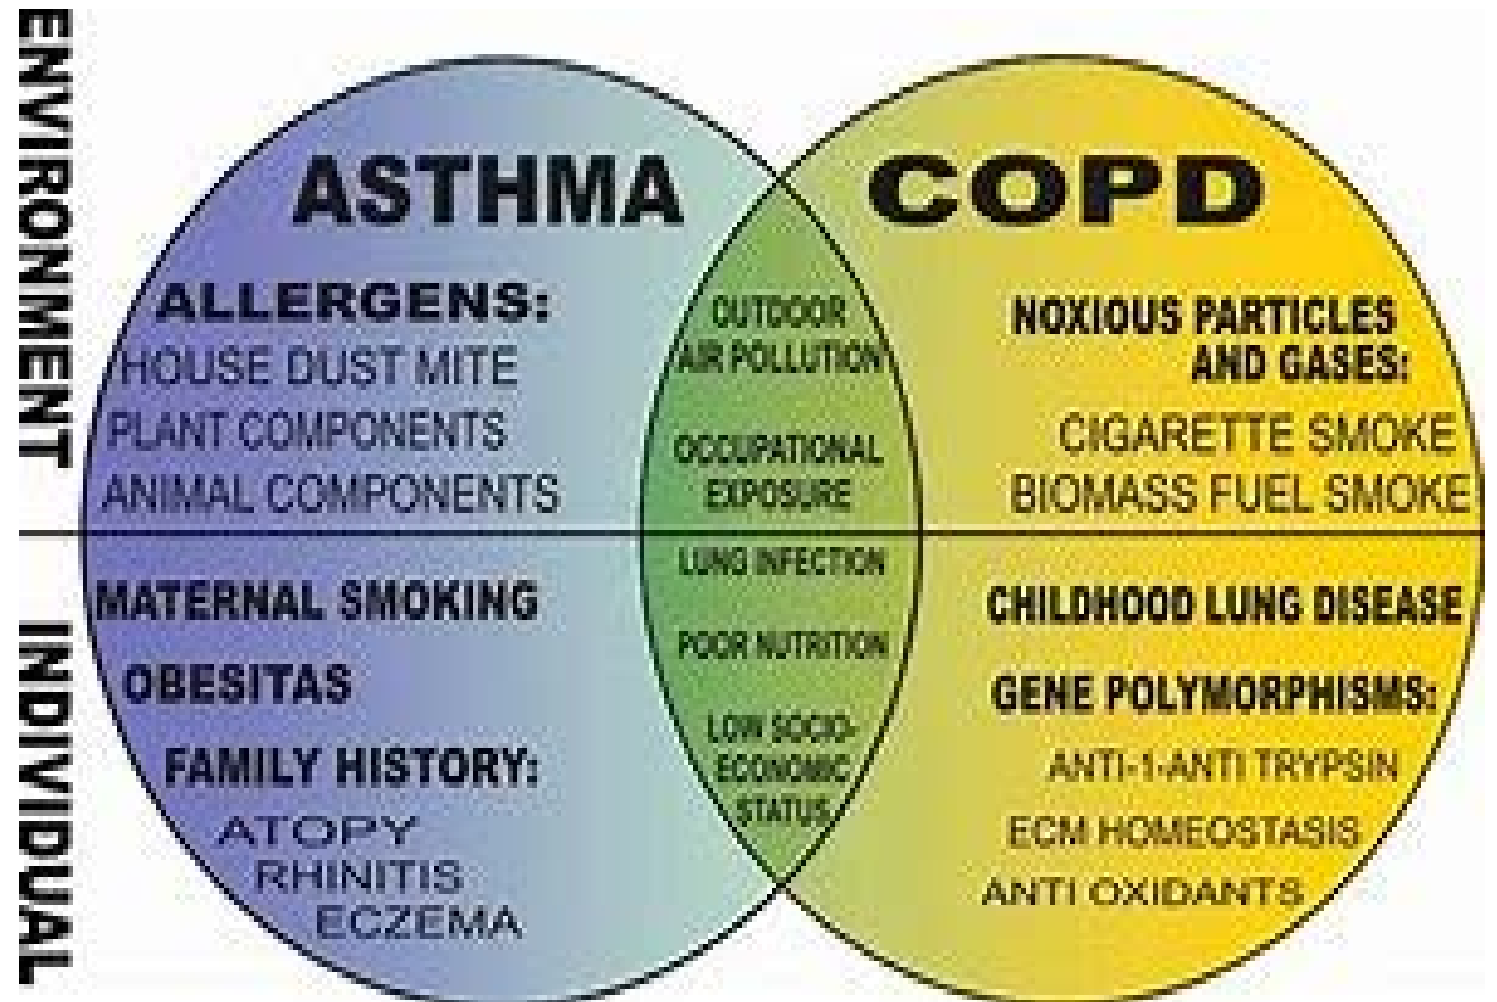 ENVIRONMENT
INDIVIDUAL
ASTHMA
ALLERGENS:
HOUSE DUST MITE
PLANT COMPONENTS
ANIMAL COMPONENTS
MATERNAL SMOKING
OBESITAS
FAMILY HISTORY:
ATOPY
RHINITIS
ECZEMA
OUTDOOR
AIR POLLUTION
OCCUPATIONAL
EXPOSURE
LUNG INFECTION
POOR NUTRITION
LOW SOCIO-
ECONOMIC
STATUS
COPD
NOXIOUS PARTICLES
AND GASES:
CIGARETTE SMOKE
BIOMASS FUEL SMOKE
CHILDHOOD LUNG DISEASE
GENE POLYMORPHISMS:
ANTI-1-ANTI TRYPSIN
ECM HOMEOSTASIS
ANTI OXIDANTS